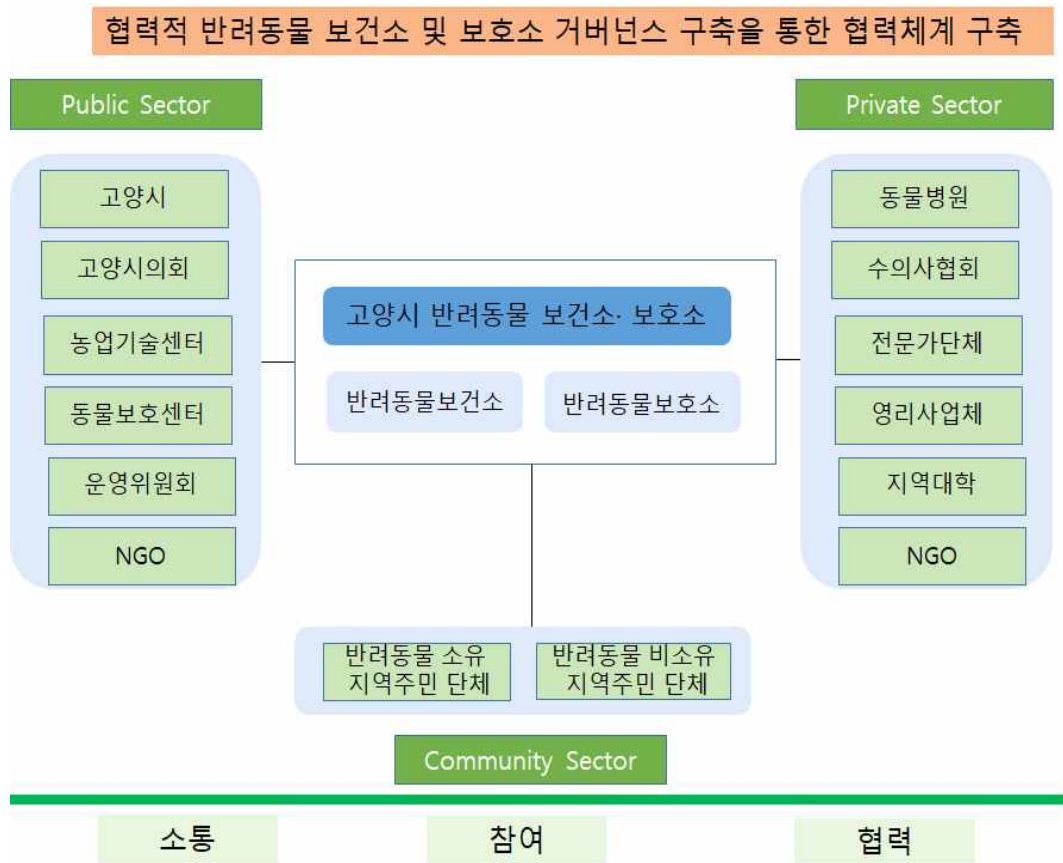 협력적 반려동물 보건소 및 보호소 거버넌스 구축을 통한 협력체계 구축
Public Sector
고양시
고양시의회
농업기술센터
동물보호센터
운영위원회
NGO
고양시 반려동물 보건소· 보호소
반려동물보건소
반려동물보호소
Private Sector
동물병원
수의사협회
전문가단체
영리사업체
지역대학
NGO
반려동물 소유
지역주민 단체
반려동물 비소유
지역주민 단체
Community Sector
소통
참여
협력